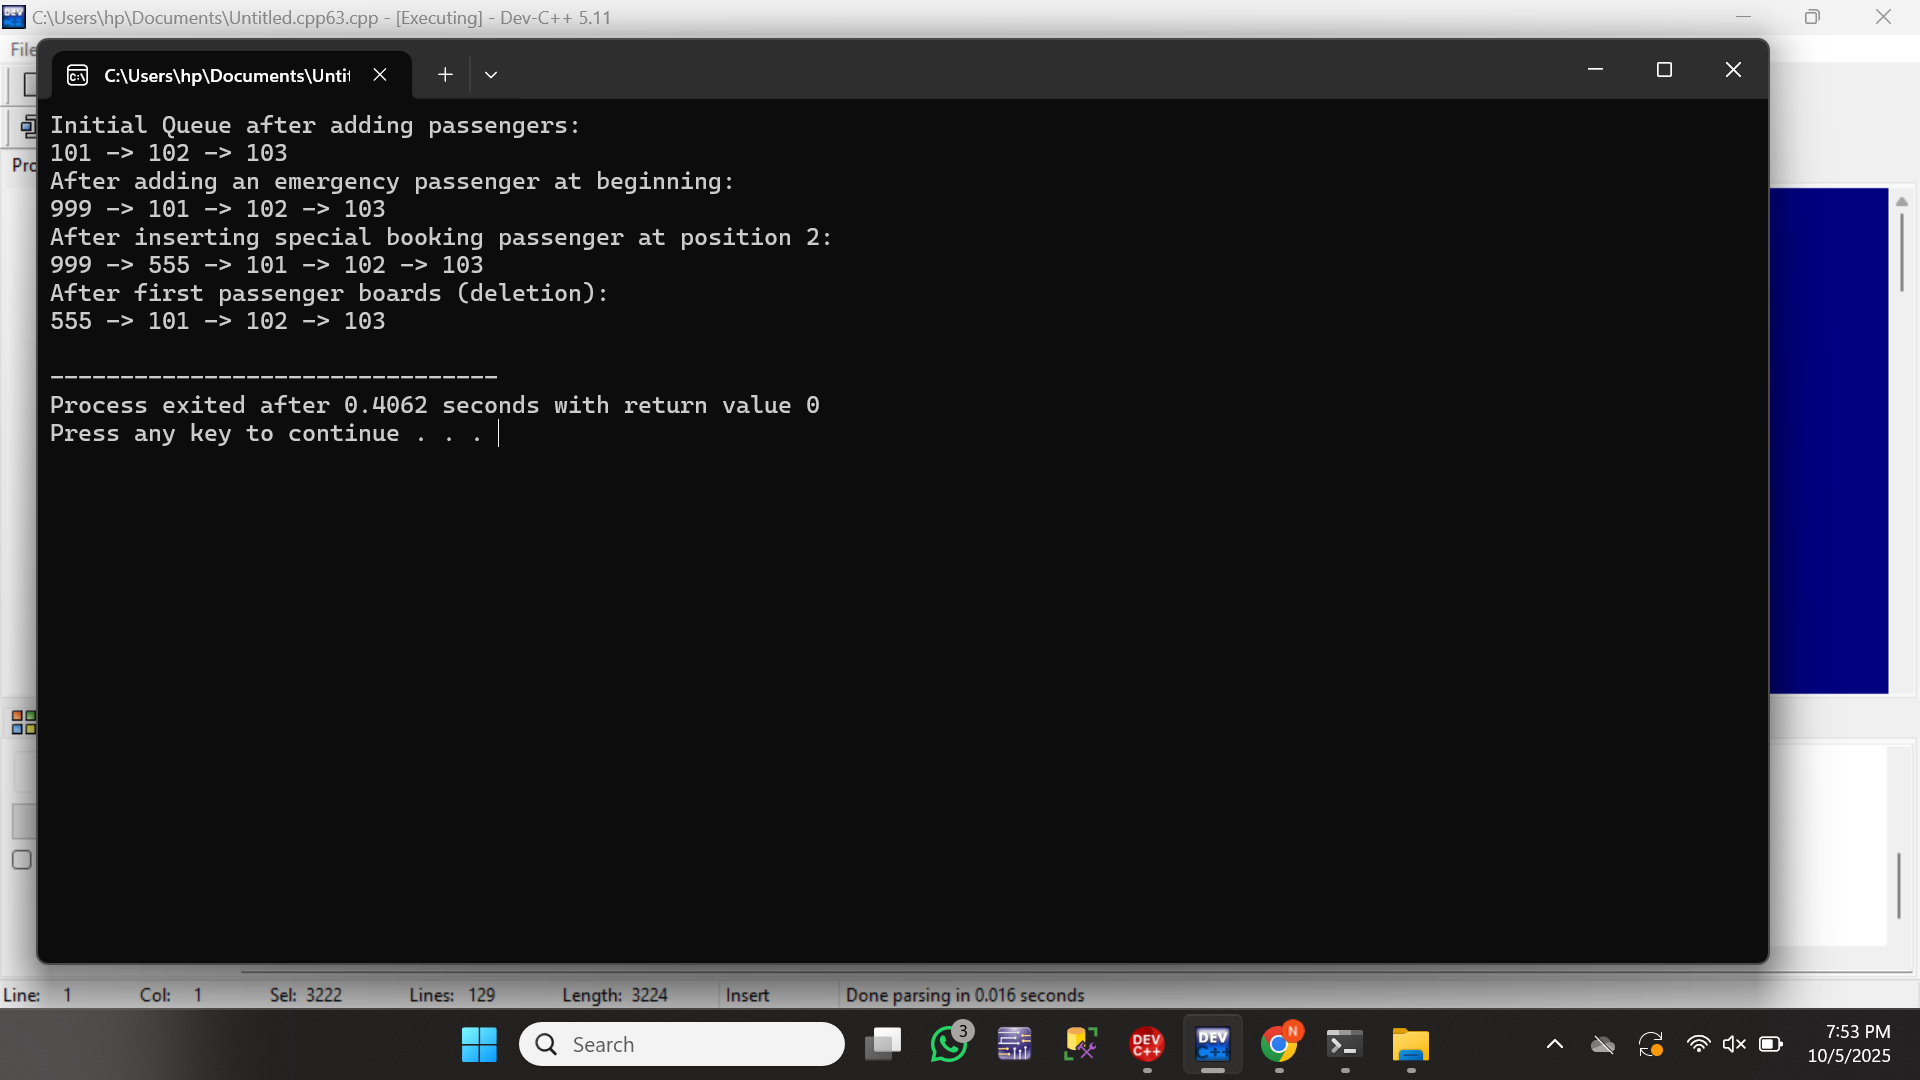 C:\Users\hp\Documents\Untitled.cpp63.cpp - [Executing] - Dev-C++ 5.11
File
C:\Users\hp\Documents\Unti
Initial Queue after adding passengers:
101 -> 102 -> 103
After adding an emergency passenger at beginning:
999 -> 101 -> 102 -> 103
After inserting special booking passenger at position 2:
999 -> 555 -> 101 -> 102 -> 103
After first passenger boards (deletion):
555 -> 101 -> 102 -> 103
--------------------------------
Process exited after 0.4062 seconds with return value 0
Press any key to continue . . .
Line: 1 Col: 1 Sel: 3222 Lines: 129 Length: 3224 Insert Done parsing in 0.016 seconds
Search
3
DEV C++
DEV C++
N
7:53 PM
10/5/2025